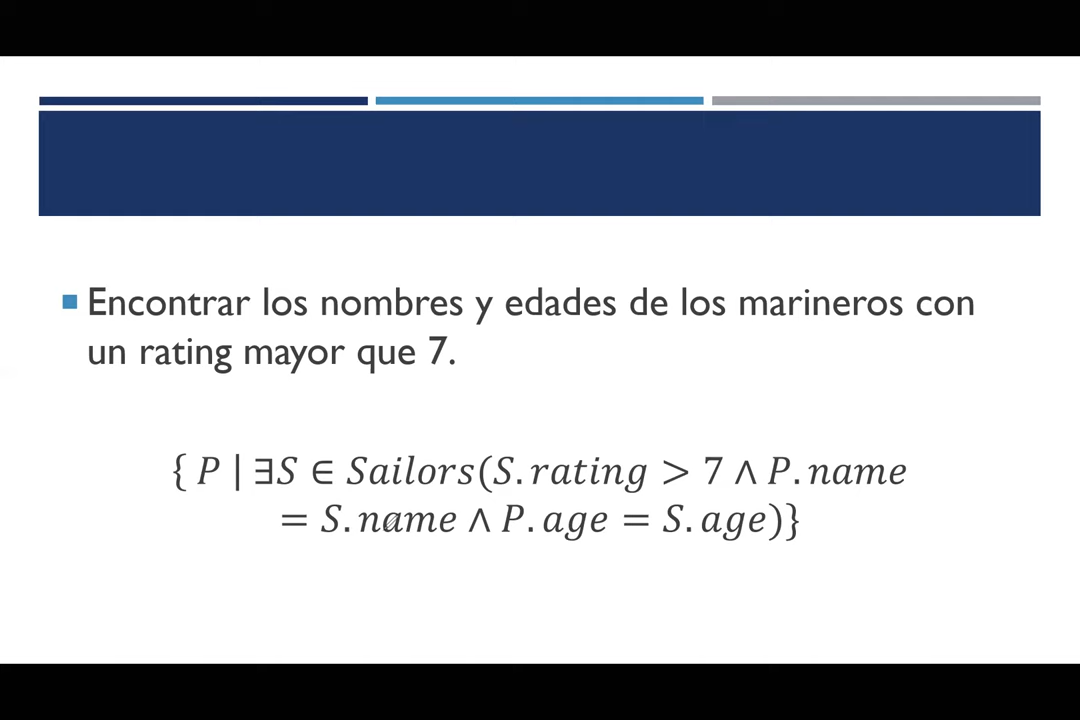 Encontrar los nombres y edades de los marineros con
un rating mayor que 7.
{ P | ∃S ∈ Sailors(S.rating > 7 ∧ P.name
= S.name ∧ P.age = S.age)}